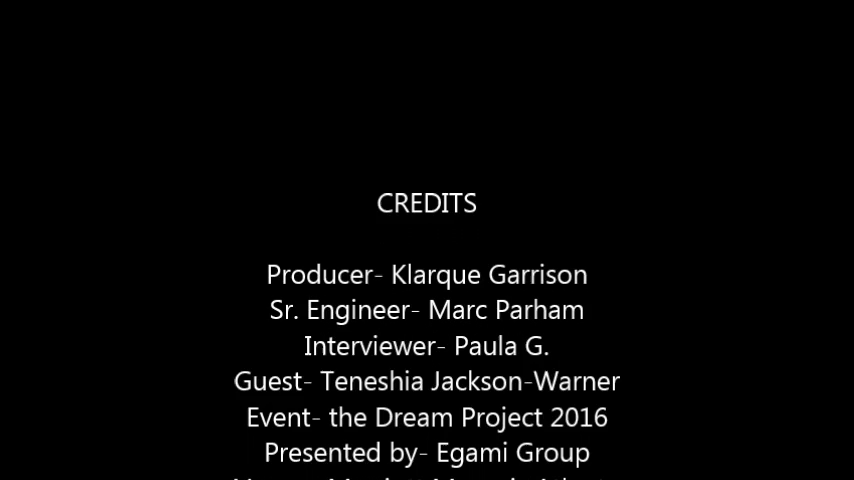 CREDITS
Producer- Klarque Garrison
Sr. Engineer- Marc Parham
Interviewer- Paula G.
Guest- Teneshia Jackson-Warner
Event- the Dream Project 2016
Presented by- Egami Group